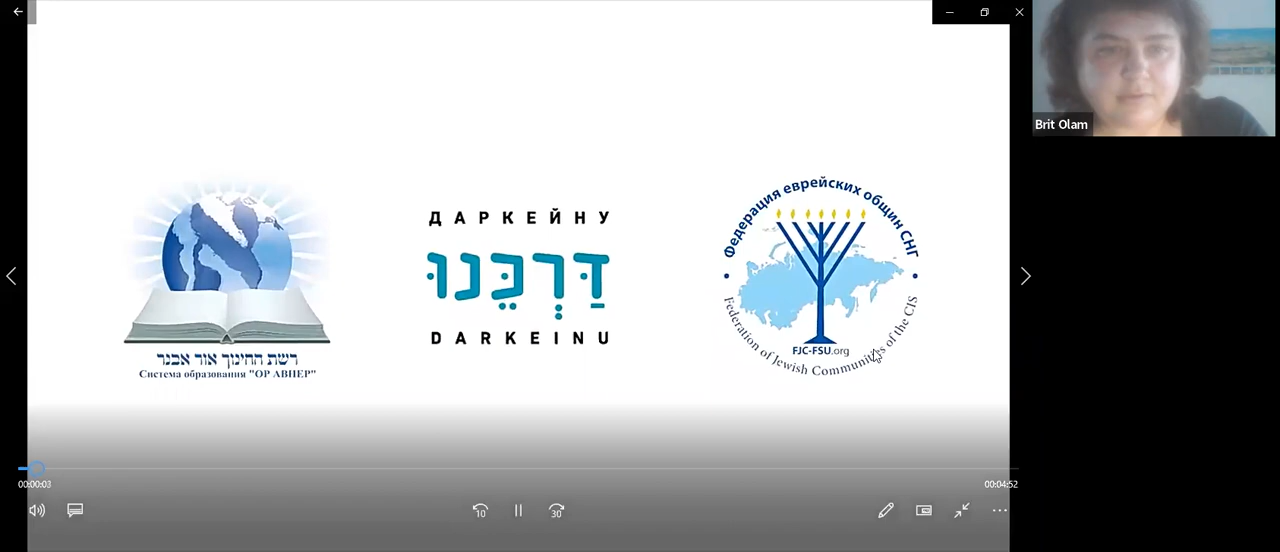 Brit Olam
רשת החינוך אור אבנר
Система образования "ОР АВНЕР"
ДАРКЕЙНУ
דַּרְכֵּנוּ
DARKEINU
Федерация еврейских общин СНГ
FJC-FSU.org
Federation of Jewish Communities of the CIS
00:00:03
00:04:52
10
30